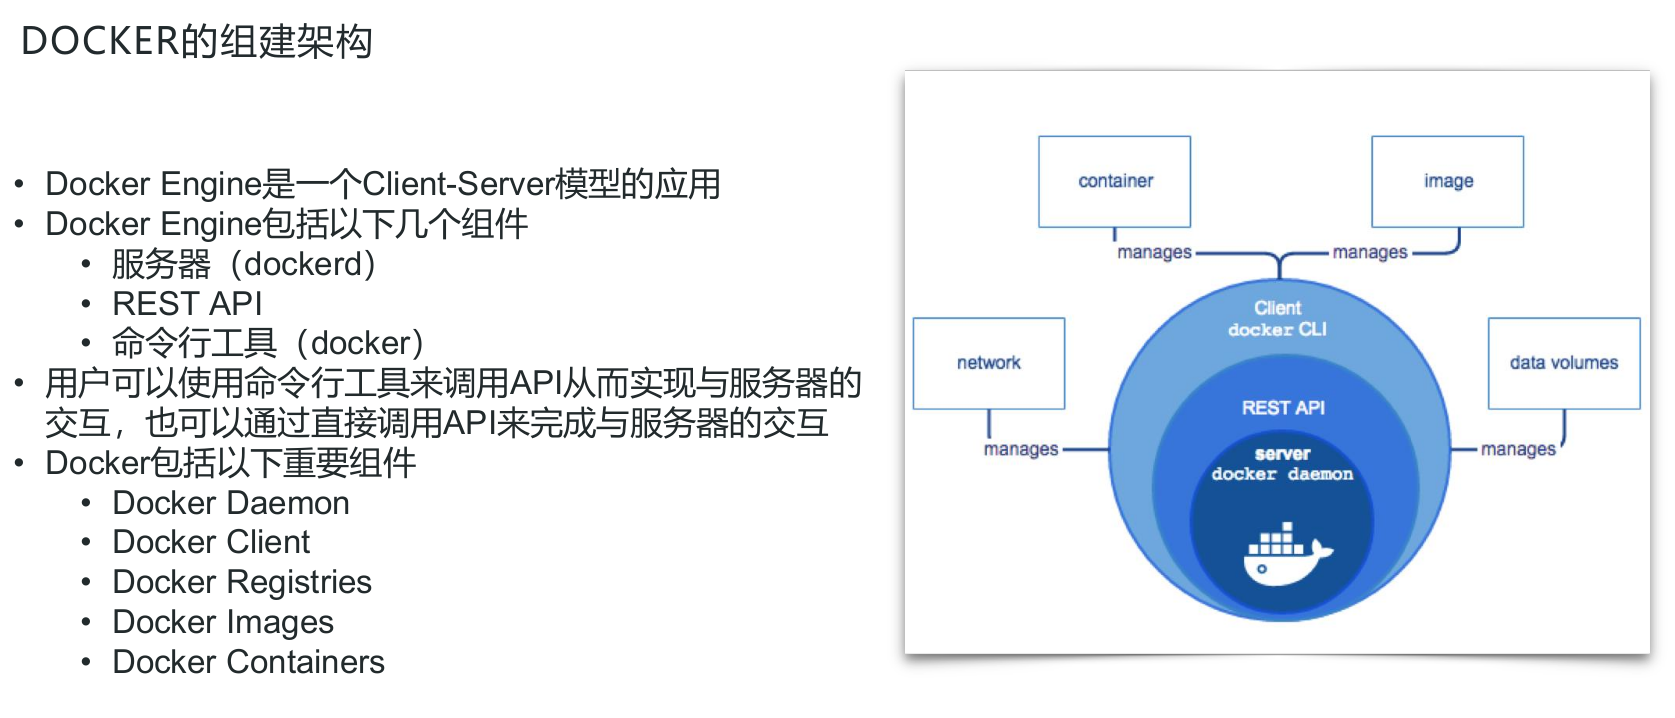 DOCKER的组建架构
• Docker Engine是一个Client-Server模型的应用
• Docker Engine包括以下几个组件
• 服务器（dockerd）
• REST API
• 命令行工具（docker）
• 用户可以使用命令行工具来调用API从而实现与服务器的
交互，也可以通过直接调用API来完成与服务器的交互
• Docker包括以下重要组件
• Docker Daemon
• Docker Client
• Docker Registries
• Docker Images
• Docker Containers
container
image
manages
manages
Client
docker CLI
network
data volumes
REST API
manages
server
manages
docker daemon